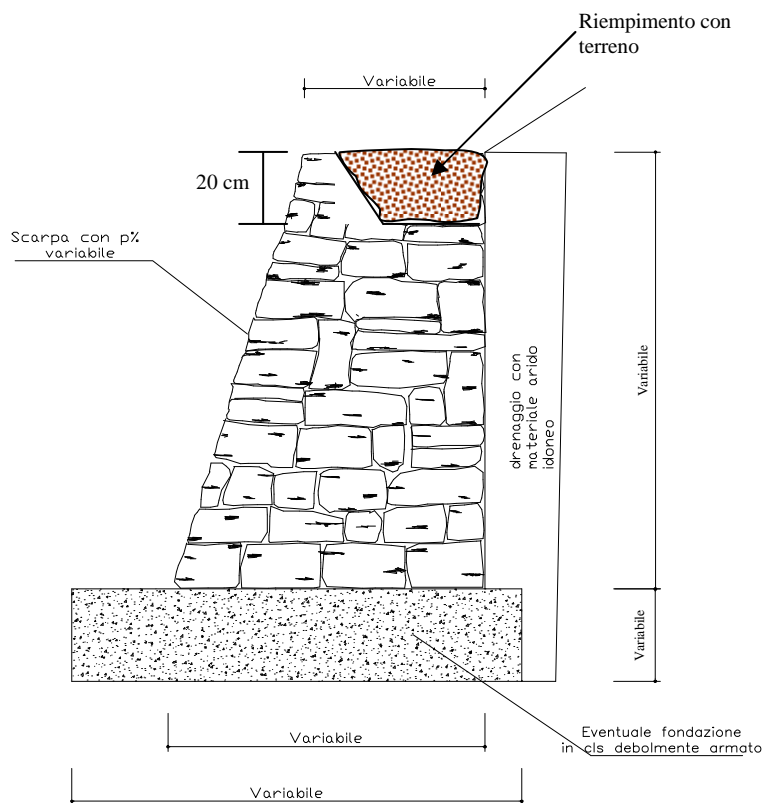 Riempimento con
terreno
Variabile
20 cm
Scarpa con p%
variabile
drenaggio con
materiale arido
idoneo
Variabile
Variabile
Eventuale fondazione
in cls debolmente armato
Variabile
Variabile